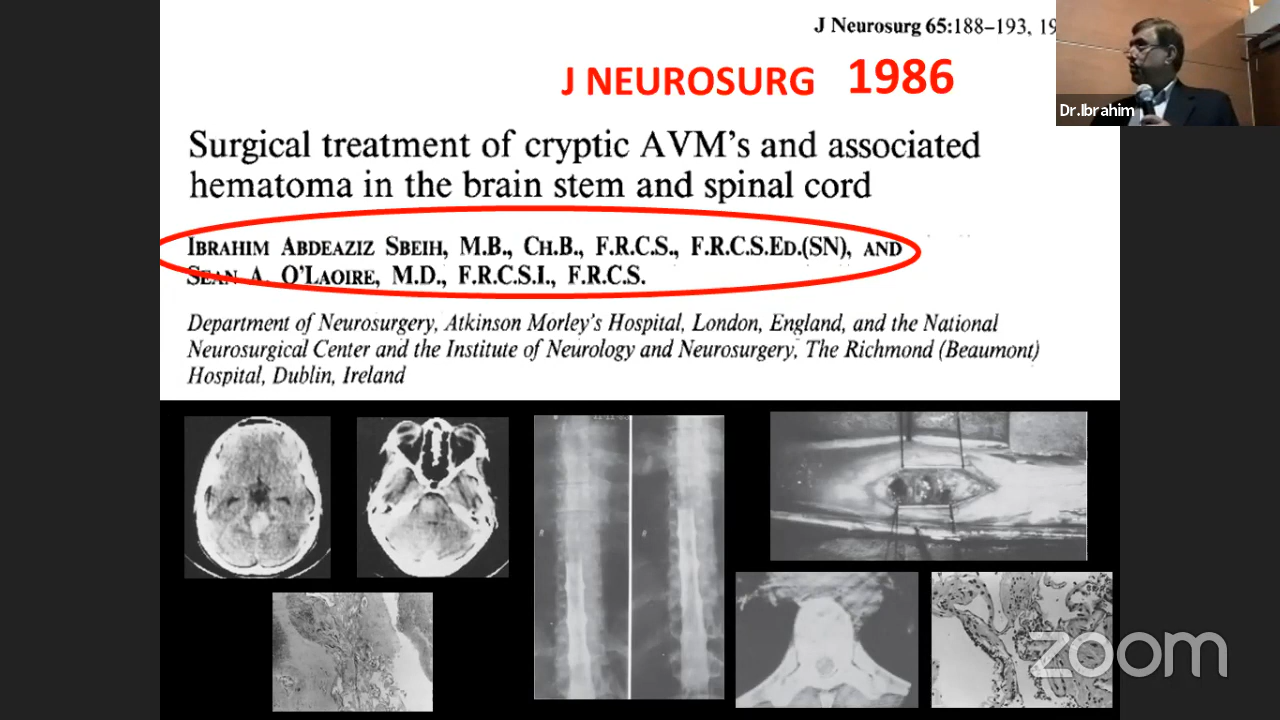 J Neurosurg 65:188–193, 19
J NEUROSURG 1986
Surgical treatment of cryptic AVM's and associated
hematoma in the brain stem and spinal cord
IBRAHIM ABDEAZIZ SBEIH, M.B., CH.B., F.R.C.S., F.R.C.S.ED.(SN), AND
SEAN A. O'LAOIRE, M.D., F.R.C.S.I., F.R.C.S.
Department of Neurosurgery, Atkinson Morley's Hospital, London, England, and the National
Neurosurgical Center and the Institute of Neurology and Neurosurgery, The Richmond (Beaumont)
Hospital, Dublin, Ireland
Dr.Ibrahim
zoom